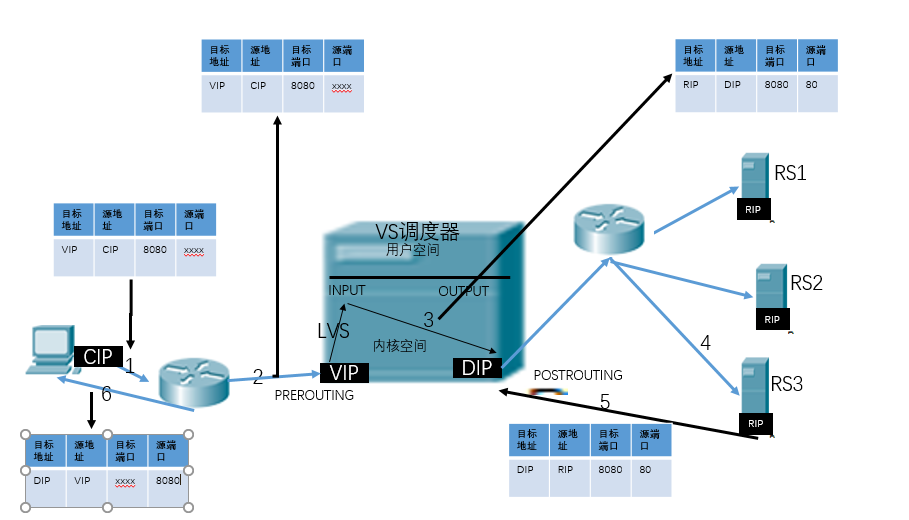 目标 源地 目标 源端
地址 址 端口 口
VIP CIP 8080 xxxx
目标 源地 目标 源端
地址 址 端口 口
RIP DIP 8080 80
RS1
RIP
目标 源地 目标 源端
地址 址 端口 口
VIP CIP 8080 xxxx
VS调度器
用户空间
INPUT
OUTPUT
RS2
RIP
3
LVS
内核空间
4
CIP
1
2
VIP
DIP
POSTROUTING
RS3
6
PREROUTING
5
RIP
目标 源地 目标 源端
地址 址 端口 口
DIP RIP 8080 80
目标 源地 目标 源端
地址 址 端口 口
DIP VIP xxxx 8080